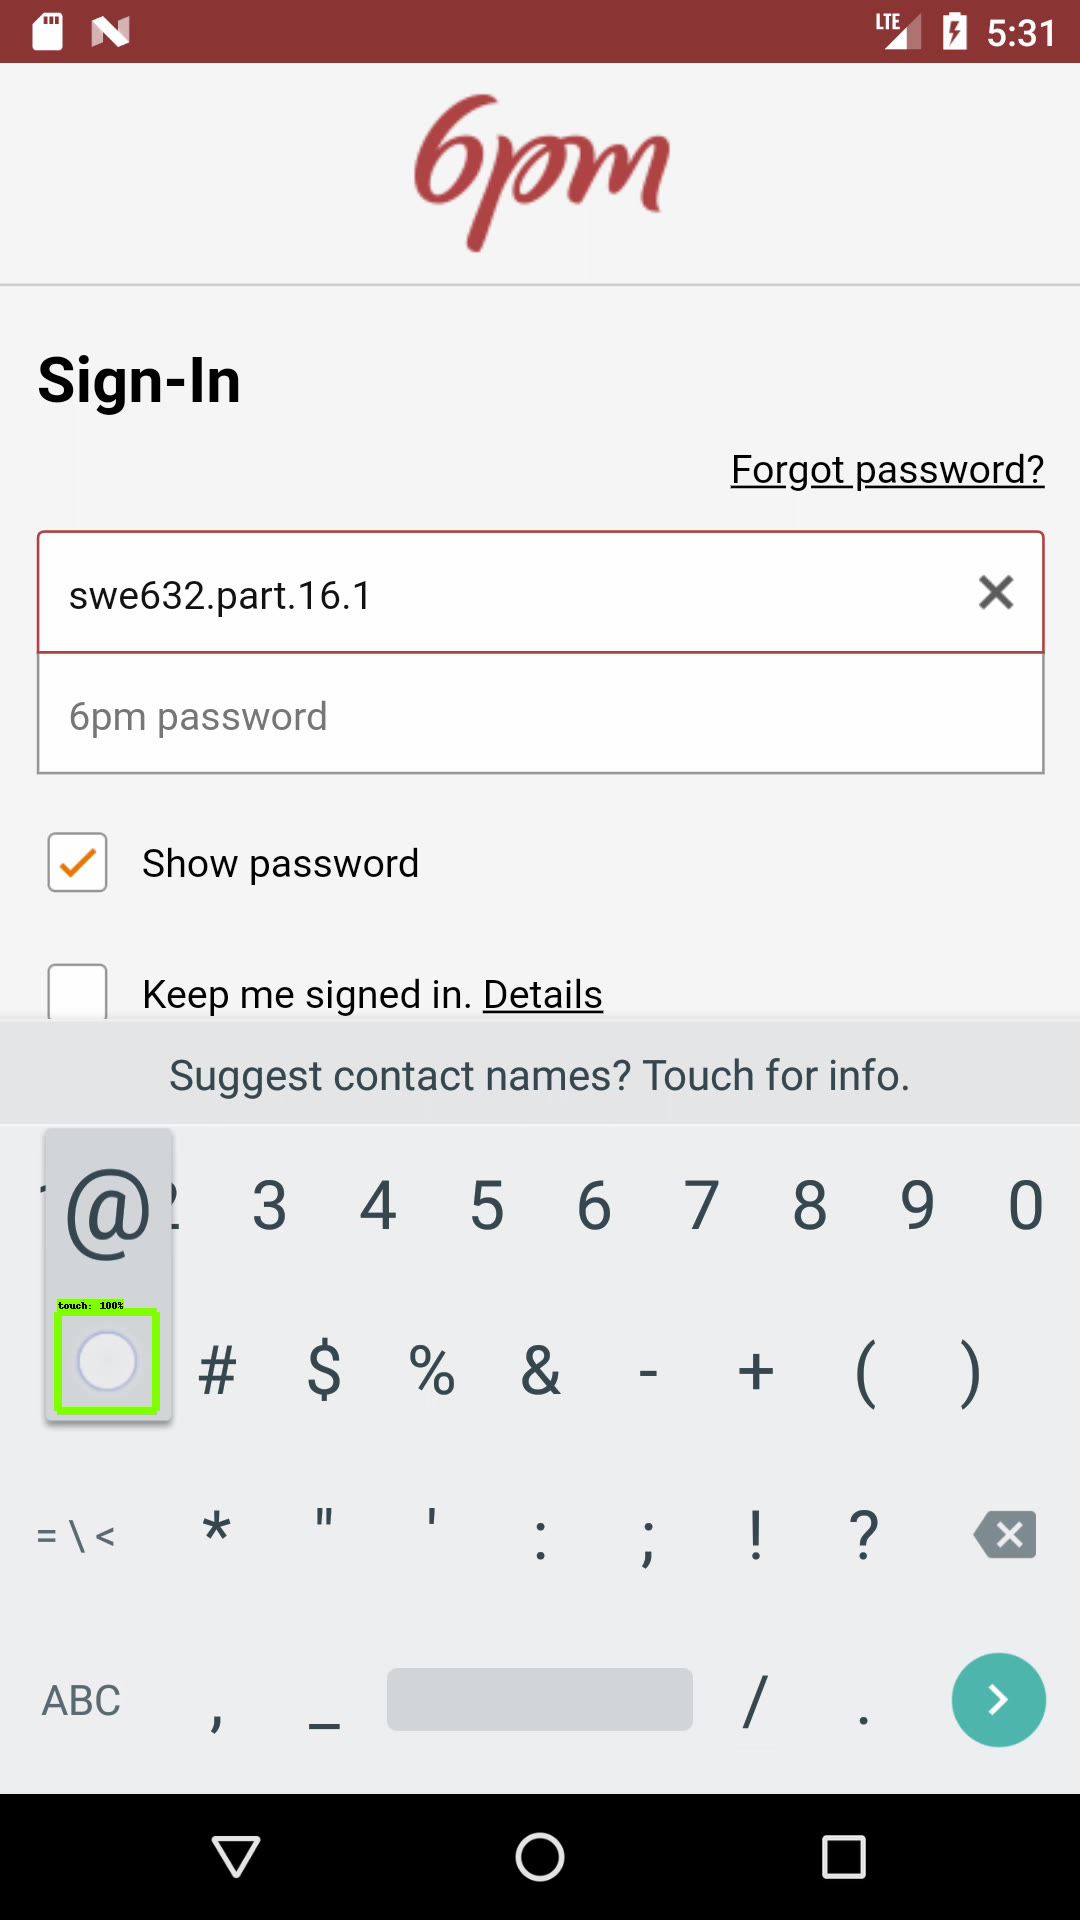 LTE 5:31
6pm
Sign-In
Forgot password?
swe632.part.16.1
6pm password
Show password
Keep me signed in. Details
Suggest contact names? Touch for info.
@ 3 4 5 6 7 8 9 0
touch: 100%
# $ % & - + ( )
= \ < * " ' : ; ! ?
ABC , _ / .